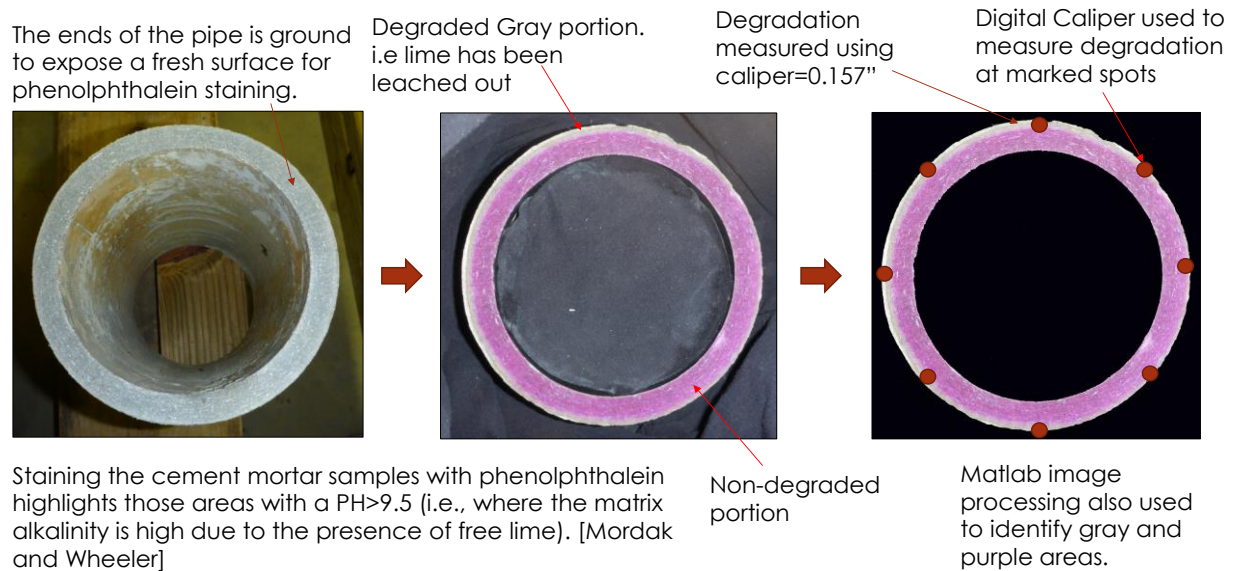 The ends of the pipe is ground
to expose a fresh surface for
phenolphthalein staining.
Degraded Gray portion.
i.e lime has been
leached out
Degradation
measured using
caliper=0.157”
Digital Caliper used to
measure degradation
at marked spots
Staining the cement mortar samples with phenolphthalein
highlights those areas with a PH>9.5 (i.e., where the matrix
alkalinity is high due to the presence of free lime). [Mordak
and Wheeler]
Non-degraded
portion
Matlab image
processing also used
to identify gray and
purple areas.